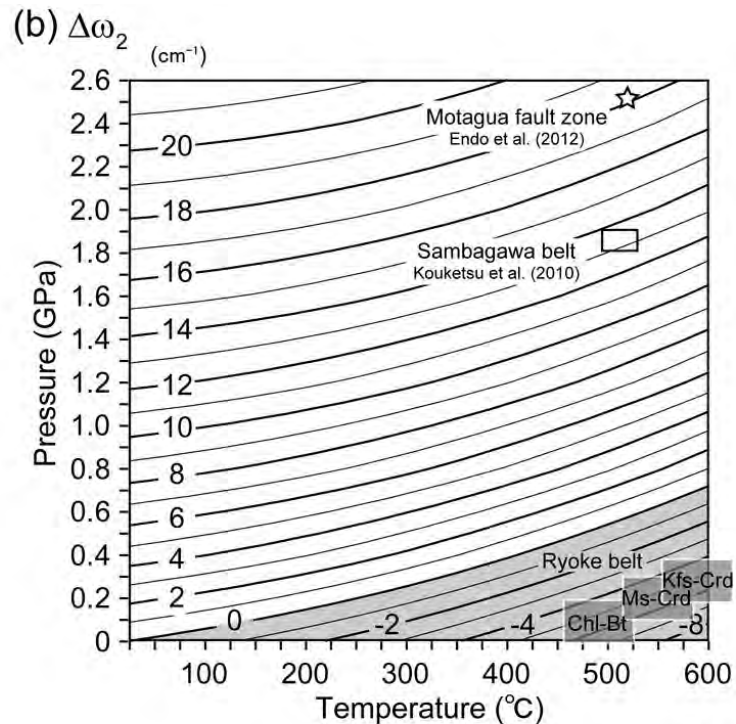 (b) Δω₂ (cm⁻¹)
2.6
2.4
2.2
2.0
1.8
1.6
1.4
1.2
1.0
0.8
0.6
0.4
0.2
0
Pressure (GPa)
20
18
16
14
12
10
8
6
4
2
0
-2
-4
-8
Motagua fault zone
Endo et al. (2012)
Sambagawa belt
Kouketsu et al. (2010)
Ryoke belt
Kfs-Crd
Ms-Crd
Chl-Bt
100 200 300 400 500 600
Temperature (℃)